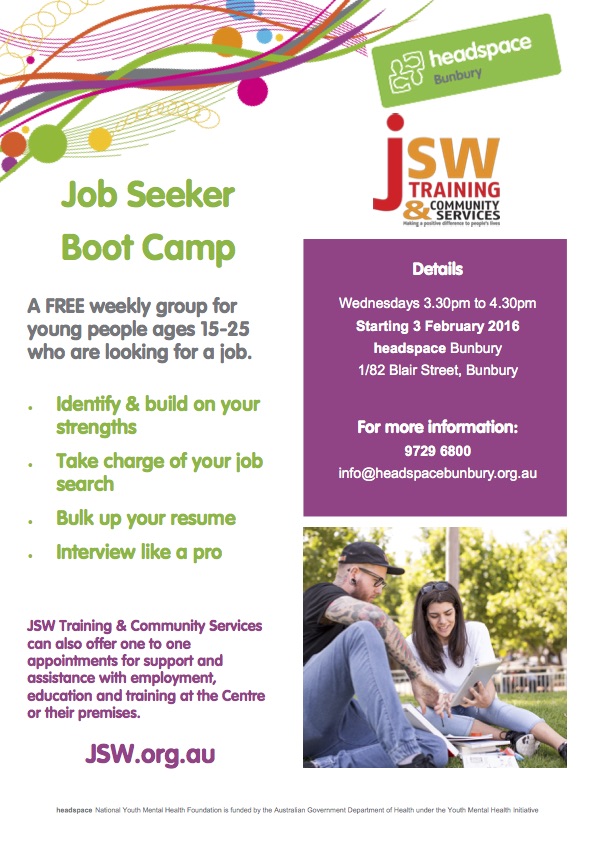 headspace
Bunbury
jsw
TRAINING
& COMMUNITY
SERVICES
Making a positive difference to people's lives
Job Seeker
Boot Camp
A FREE weekly group for
young people ages 15-25
who are looking for a job.
Identify & build on your
strengths
Take charge of your job
search
Bulk up your resume
Interview like a pro
JSW Training & Community Services
can also offer one to one
appointments for support and
assistance with employment,
education and training at the Centre
or their premises.
JSW.org.au
Details
Wednesdays 3.30pm to 4.30pm
Starting 3 February 2016
headspace Bunbury
1/82 Blair Street, Bunbury
For more information:
9729 6800
info@headspacebunbury.org.au
headspace National Youth Mental Health Foundation is funded by the Australian Government Department of Health under the Youth Mental Health Initiative